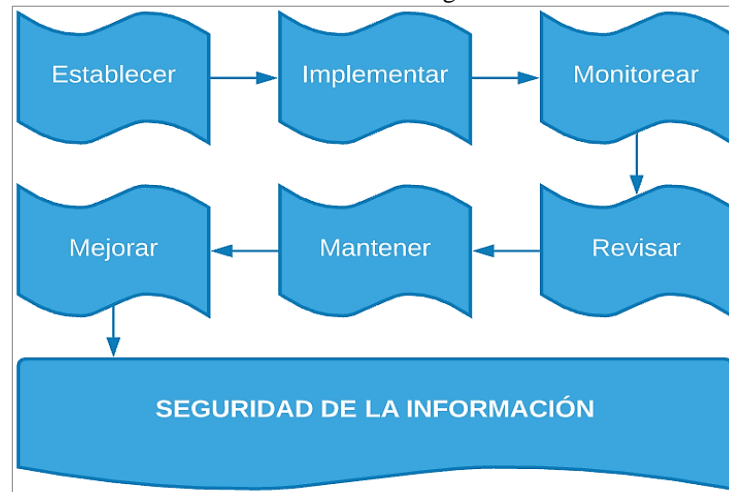 Establecer
Implementar
Monitorear
Mejorar
Mantener
Revisar
SEGURIDAD DE LA INFORMACIÓN